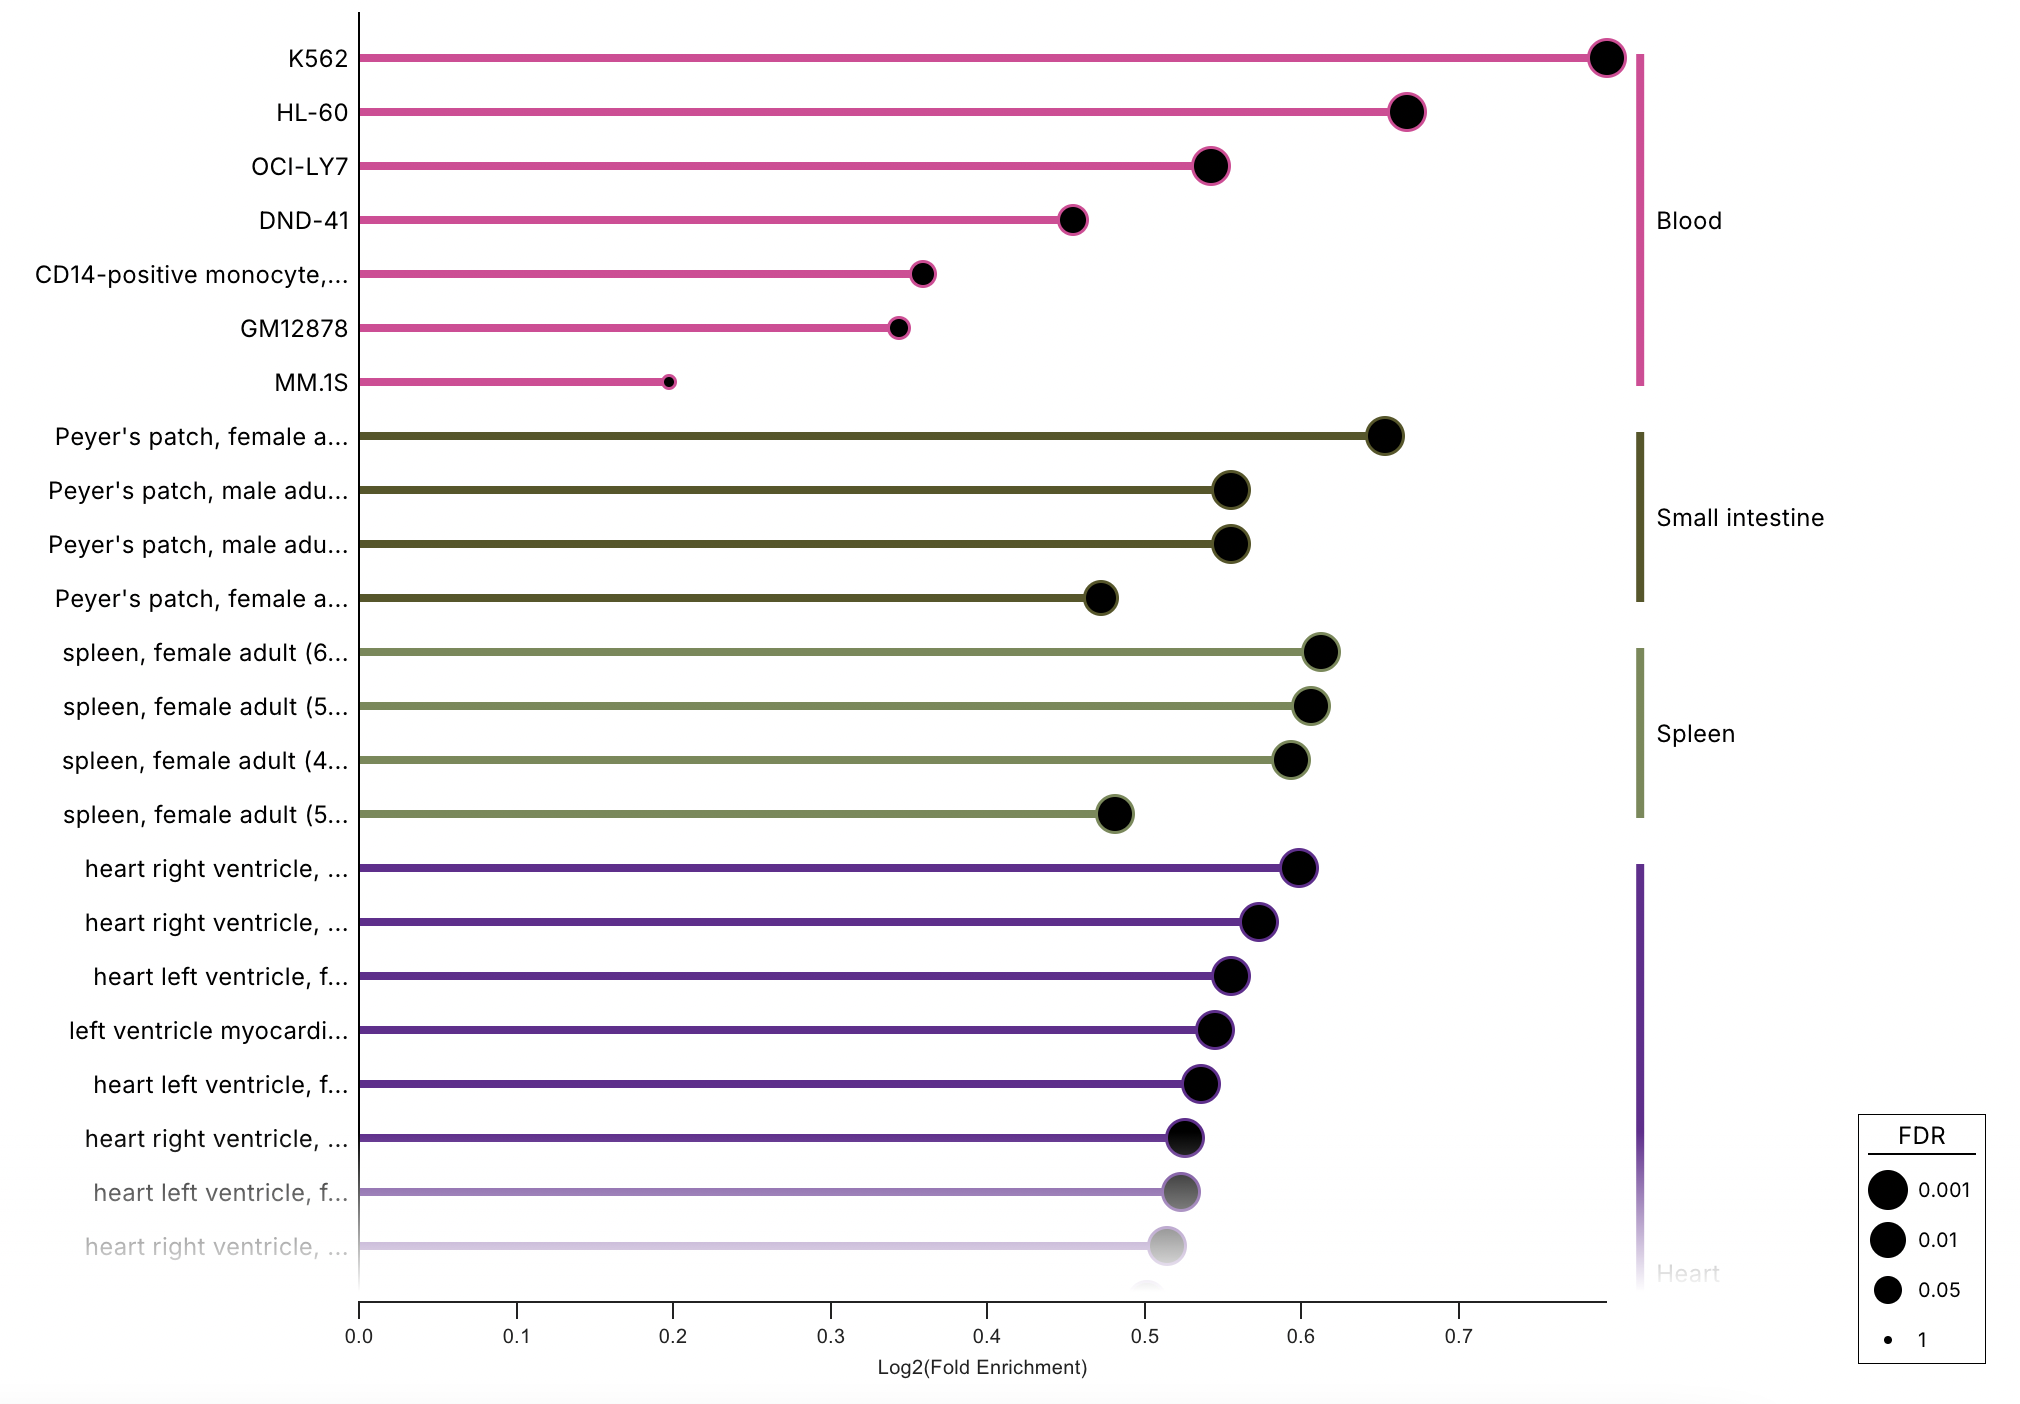 K562
HL-60
OCI-LY7
DND-41
CD14-positive monocyte,...
GM12878
MM.1S
Peyer's patch, female a...
Peyer's patch, male adu...
Peyer's patch, male adu...
Peyer's patch, female a...
spleen, female adult (6...
spleen, female adult (5...
spleen, female adult (4...
spleen, female adult (5...
heart right ventricle, ...
heart right ventricle, ...
heart left ventricle, f...
left ventricle myocardi...
heart left ventricle, f...
heart right ventricle, ...
heart left ventricle, f...
heart right ventricle, ...
Blood
Small intestine
Spleen
Heart
0.0 0.1 0.2 0.3 0.4 0.5 0.6 0.7
Log2(Fold Enrichment)
FDR
0.001
0.01
0.05
1